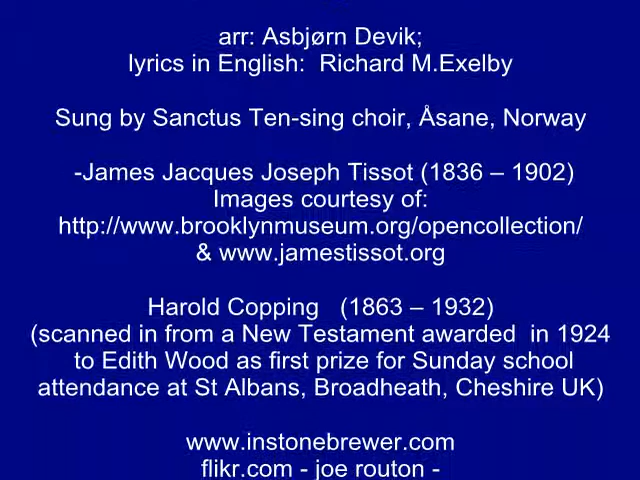 arr: Asbjørn Devik;
lyrics in English:  Richard M.Exelby
Sung by Sanctus Ten-sing choir, Åsane, Norway
-James Jacques Joseph Tissot (1836 – 1902)
Images courtesy of:
http://www.brooklynmuseum.org/opencollection/
& www.jamestissot.org
Harold Copping   (1863 – 1932)
(scanned in from a New Testament awarded  in 1924
to Edith Wood as first prize for Sunday school
attendance at St Albans, Broadheath, Cheshire UK)
www.instonebrewer.com
flikr.com - joe routon -